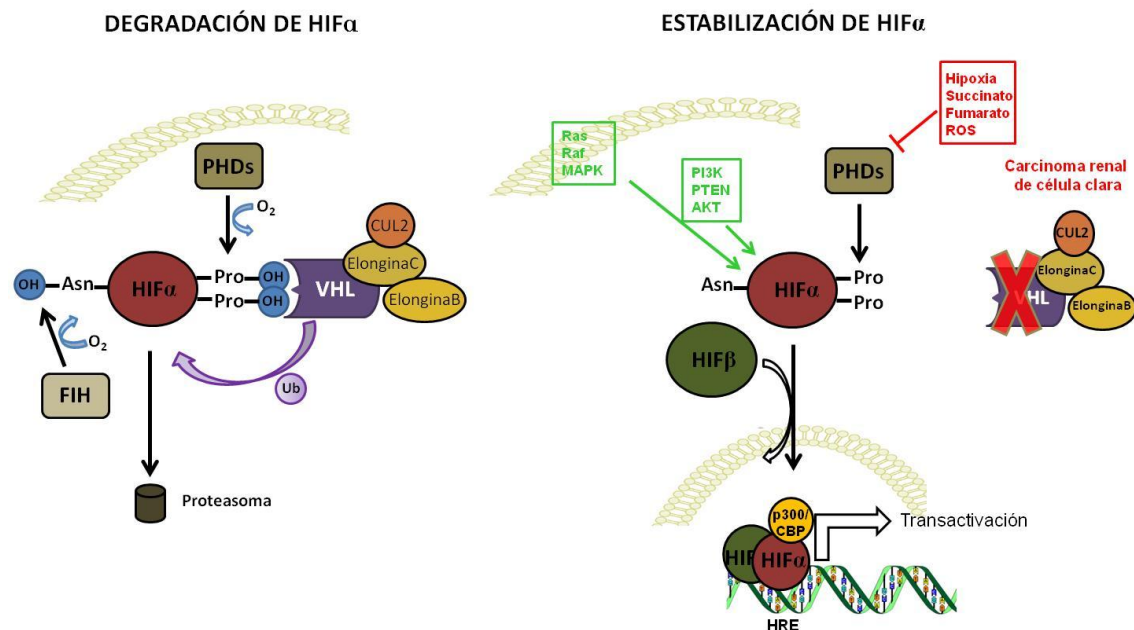 DEGRADACIÓN DE HIFα
PHDs
O2
CUL2
ElonginaC
ElonginaB
OH
Asn
HIFα
Pro
OH
Pro
OH
VHL
O2
FIH
Ub
Proteasoma
ESTABILIZACIÓN DE HIFα
Hipoxia
Succinato
Fumarato
ROS
Ras
Raf
MAPK
PI3K
PTEN
AKT
PHDs
Carcinoma renal
de célula clara
CUL2
ElonginaC
ElonginaB
VHL
Asn
HIFα
Pro
Pro
HIFβ
p300/
CBP
Transactivación
HIF
HIFα
HRE